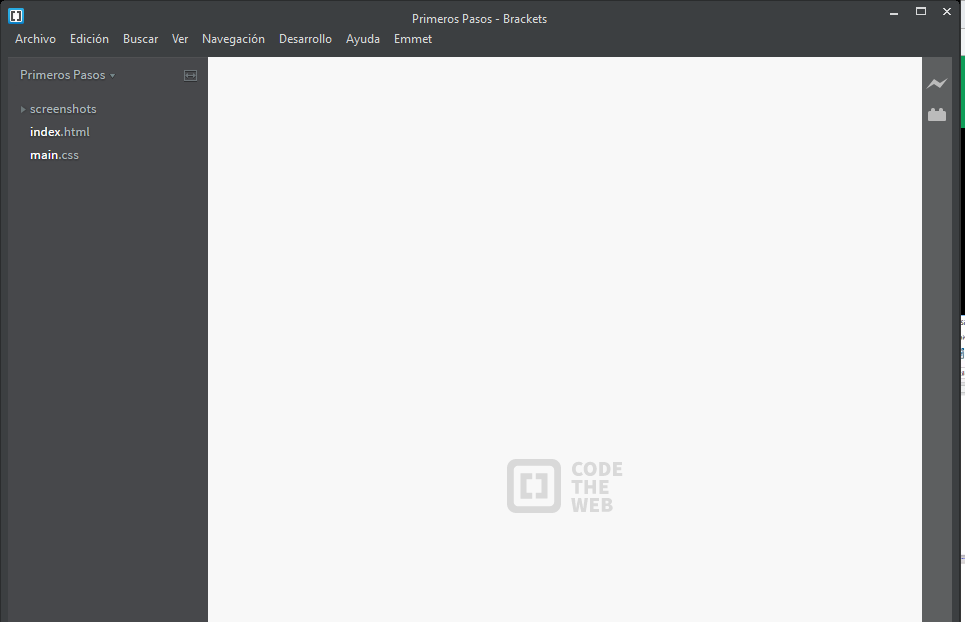 Primeros Pasos - Brackets
Archivo Edición Buscar Ver Navegación Desarrollo Ayuda Emmet
Primeros Pasos
screenshots
index.html
main.css
CODE
THE
WEB